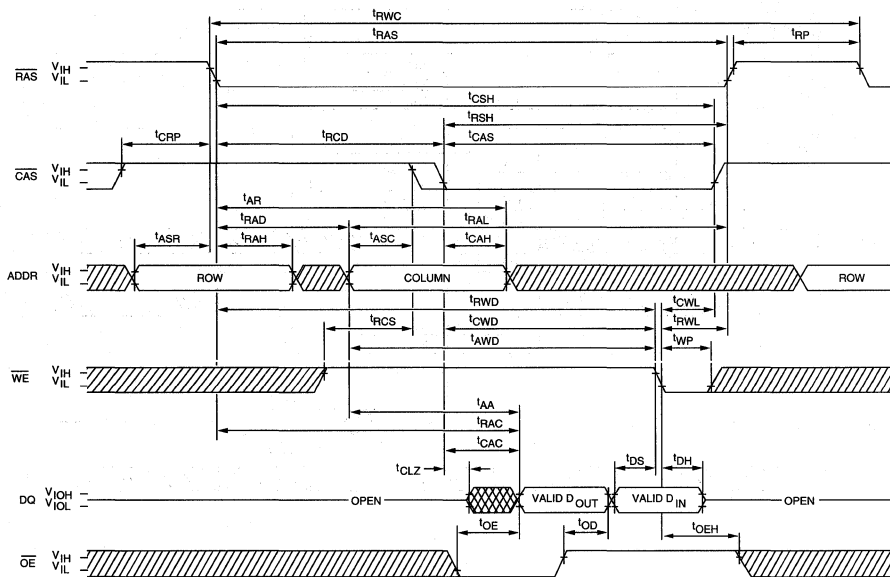 tRWC
tRAS
tRP
RAS VIH
VIL
tCSH
tRSH
tCRP
tRCD
tCAS
CAS VIH
VIL
tAR
tRAD
tRAL
tASR
tRAH
tASC
tCAH
ADDR VIH
VIL
ROW
COLUMN
ROW
tRWD
tCWL
tRCS
tCWD
tRWL
tAWD
tWP
WE VIH
VIL
tAA
tRAC
tCAC
tCLZ
tDS
tDH
DQ VIOH
VIOL
OPEN
VALID DOUT
VALID DIN
OPEN
tOE
tOD
tOEH
OE VIH
VIL